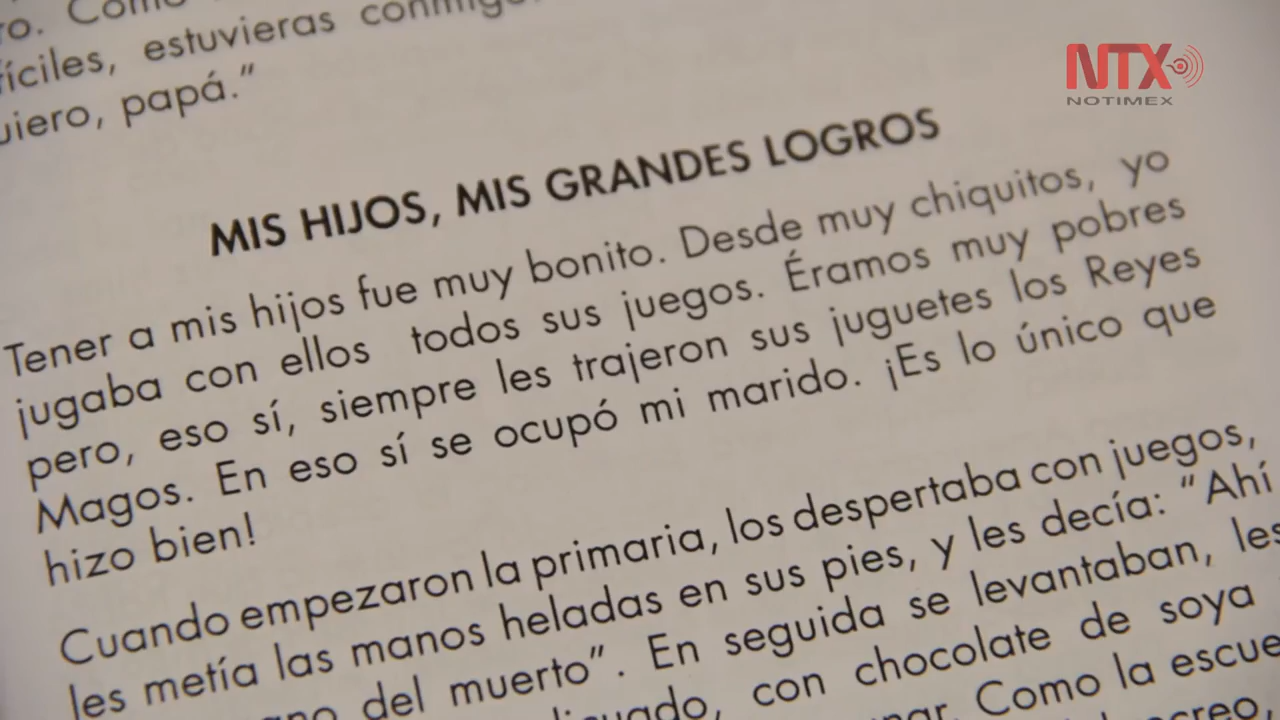 estuvieras conmigo.
papá.”
NTX
NOTIMEX
MIS HIJOS, MIS GRANDES LOGROS
Tener a mis hijos fue muy bonito. Desde muy chiquitos, yo
jugaba con ellos todos sus juegos. Éramos muy pobres
pero, eso sí, siempre les trajeron sus juguetes los Reyes
Magos. En eso sí se ocupó mi marido. ¡Es lo único que
hizo bien!
Cuando empezaron la primaria, los despertaba con juegos,
les metía las manos heladas en sus pies, y les decía: “Ahí
del muerto”. En seguida se levantaban, les
con chocolate de soya
Como la